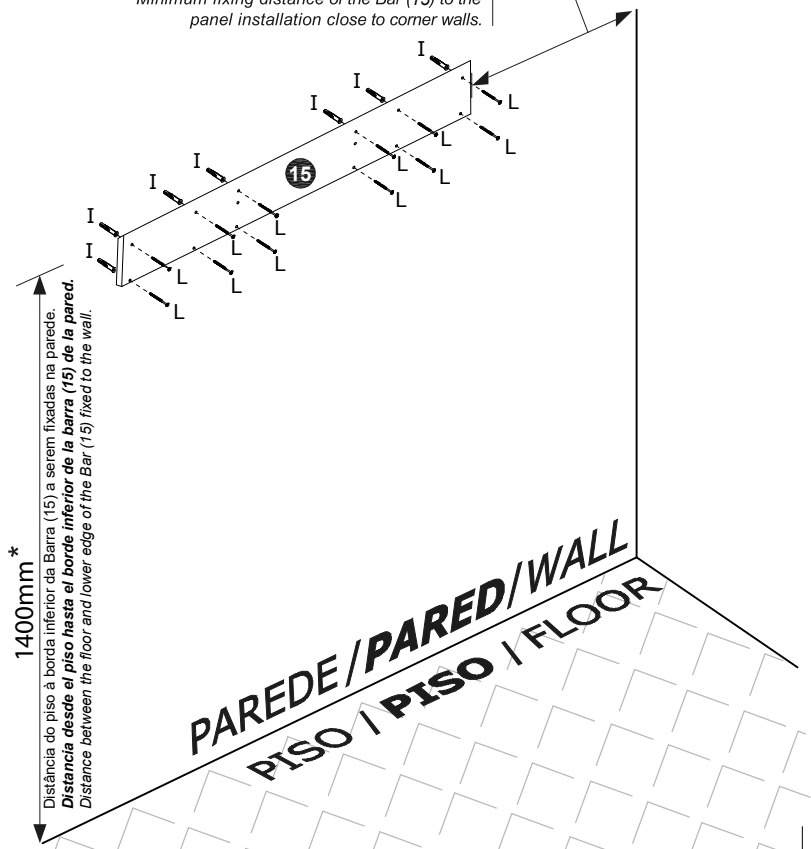 Minimum fixing distance of the Bar (15) to the
panel installation close to corner walls.
I
I
L
I
L
L
I
L
15
L
I
L
I
L
L
I
L
L
L
L
1400mm*
Distância do piso à borda inferior da Barra (15) a serem fixadas na parede.
Distancia desde el piso hasta el borde inferior de la barra (15) de la pared.
Distance between the floor and lower edge of the Bar (15) fixed to the wall.
PAREDE/PARED/WALL
PISO / PISO / FLOOR